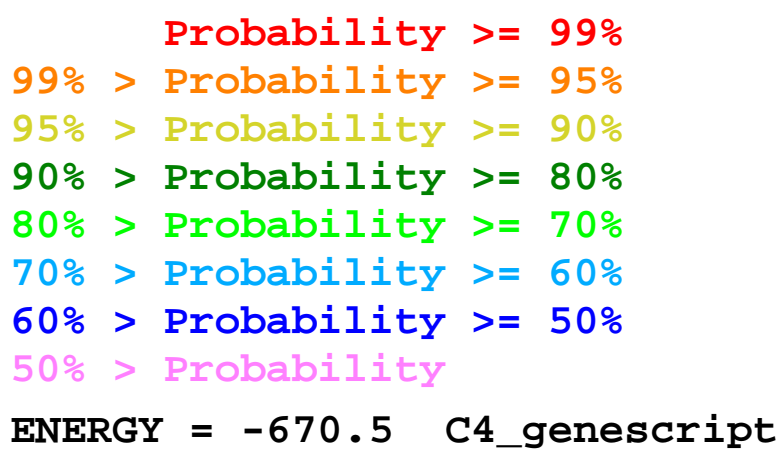 Probability >= 99%
99% > Probability >= 95%
95% > Probability >= 90%
90% > Probability >= 80%
80% > Probability >= 70%
70% > Probability >= 60%
60% > Probability >= 50%
50% > Probability
ENERGY = -670.5  C4_genescript